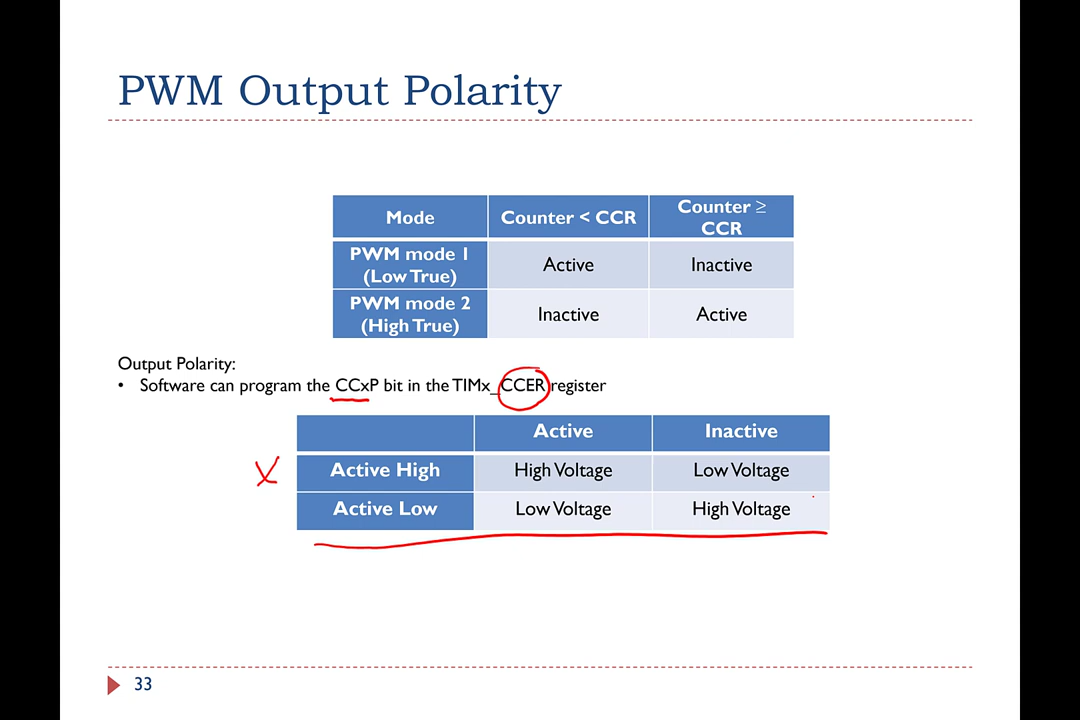 PWM Output Polarity
Mode Counter < CCR Counter ≥ CCR
PWM mode 1 (Low True) Active Inactive
PWM mode 2 (High True) Inactive Active
Output Polarity:
• Software can program the CCxP bit in the TIMx_CCER register
Active Inactive
X Active High High Voltage Low Voltage
Active Low Low Voltage High Voltage
33